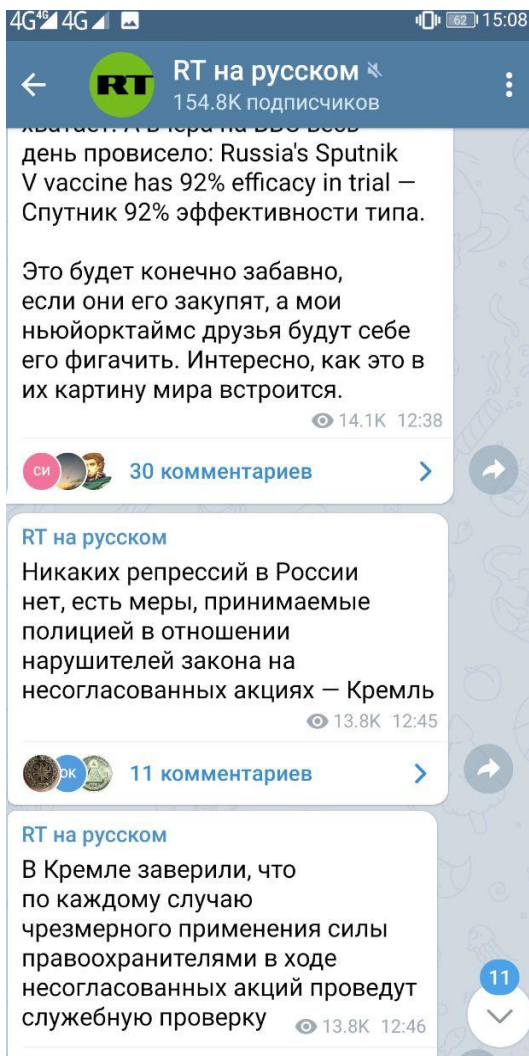 4G 4G 4G 62 15:08
RT
RT на русском
154.8K подписчиков
день провисело: Russia's Sputnik
V vaccine has 92% efficacy in trial —
Спутник 92% эффективности типа.
Это будет конечно забавно,
если они его закупят, а мои
ньюйорктаймс друзья будут себе
его фигачить. Интересно, как это в
их картину мира встроится.
14.1K 12:38
СИ 30 комментариев
RT на русском
Никаких репрессий в России
нет, есть меры, принимаемые
полицией в отношении
нарушителей закона на
несогласованных акциях — Кремль
13.8K 12:45
ОК 11 комментариев
RT на русском
В Кремле заверили, что
по каждому случаю
чрезмерного применения силы
правоохранителями в ходе
несогласованных акций проведут
служебную проверку 13.8K 12:46
11